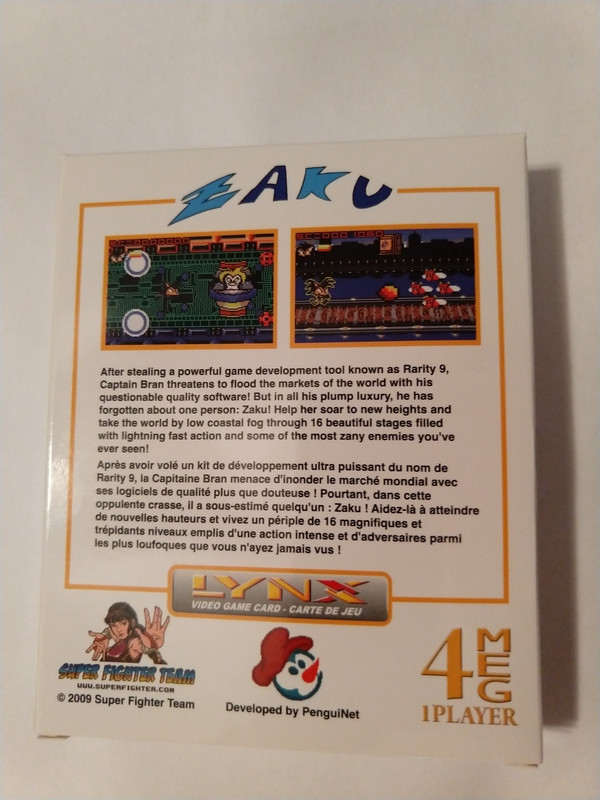 ZAKU
After stealing a powerful game development tool known as Rarity 9,
Captain Bran threatens to flood the markets of the world with his
questionable quality software! But in all his plump luxury, he has
forgotten about one person: Zaku! Help her soar to new heights and
take the world by low coastal fog through 16 beautiful stages filled
with lightning fast action and some of the most zany enemies you've
ever seen!
Après avoir volé un kit de développement ultra puissant du nom de
Rarity 9, la Capitaine Bran menace d'inonder le marché mondial avec
ses logiciels de qualité plus que douteuse ! Pourtant, dans cette
oppulente crasse, il a sous-estimé quelqu'un : Zaku ! Aidez-là à atteindre
de nouvelles hauteurs et vivez un périple de 16 magnifiques et
trépidants niveaux emplis d'une action intense et d'adversaires parmi
les plus loufoques que vous n'ayez jamais vus !
LYNX
VIDEO GAME CARD - CARTE DE JEU
SUPER FIGHTER TEAM
WWW.SUPERFIGHTER.COM
© 2009 Super Fighter Team
Developed by PenguiNet
4 MEG
1PLAYER